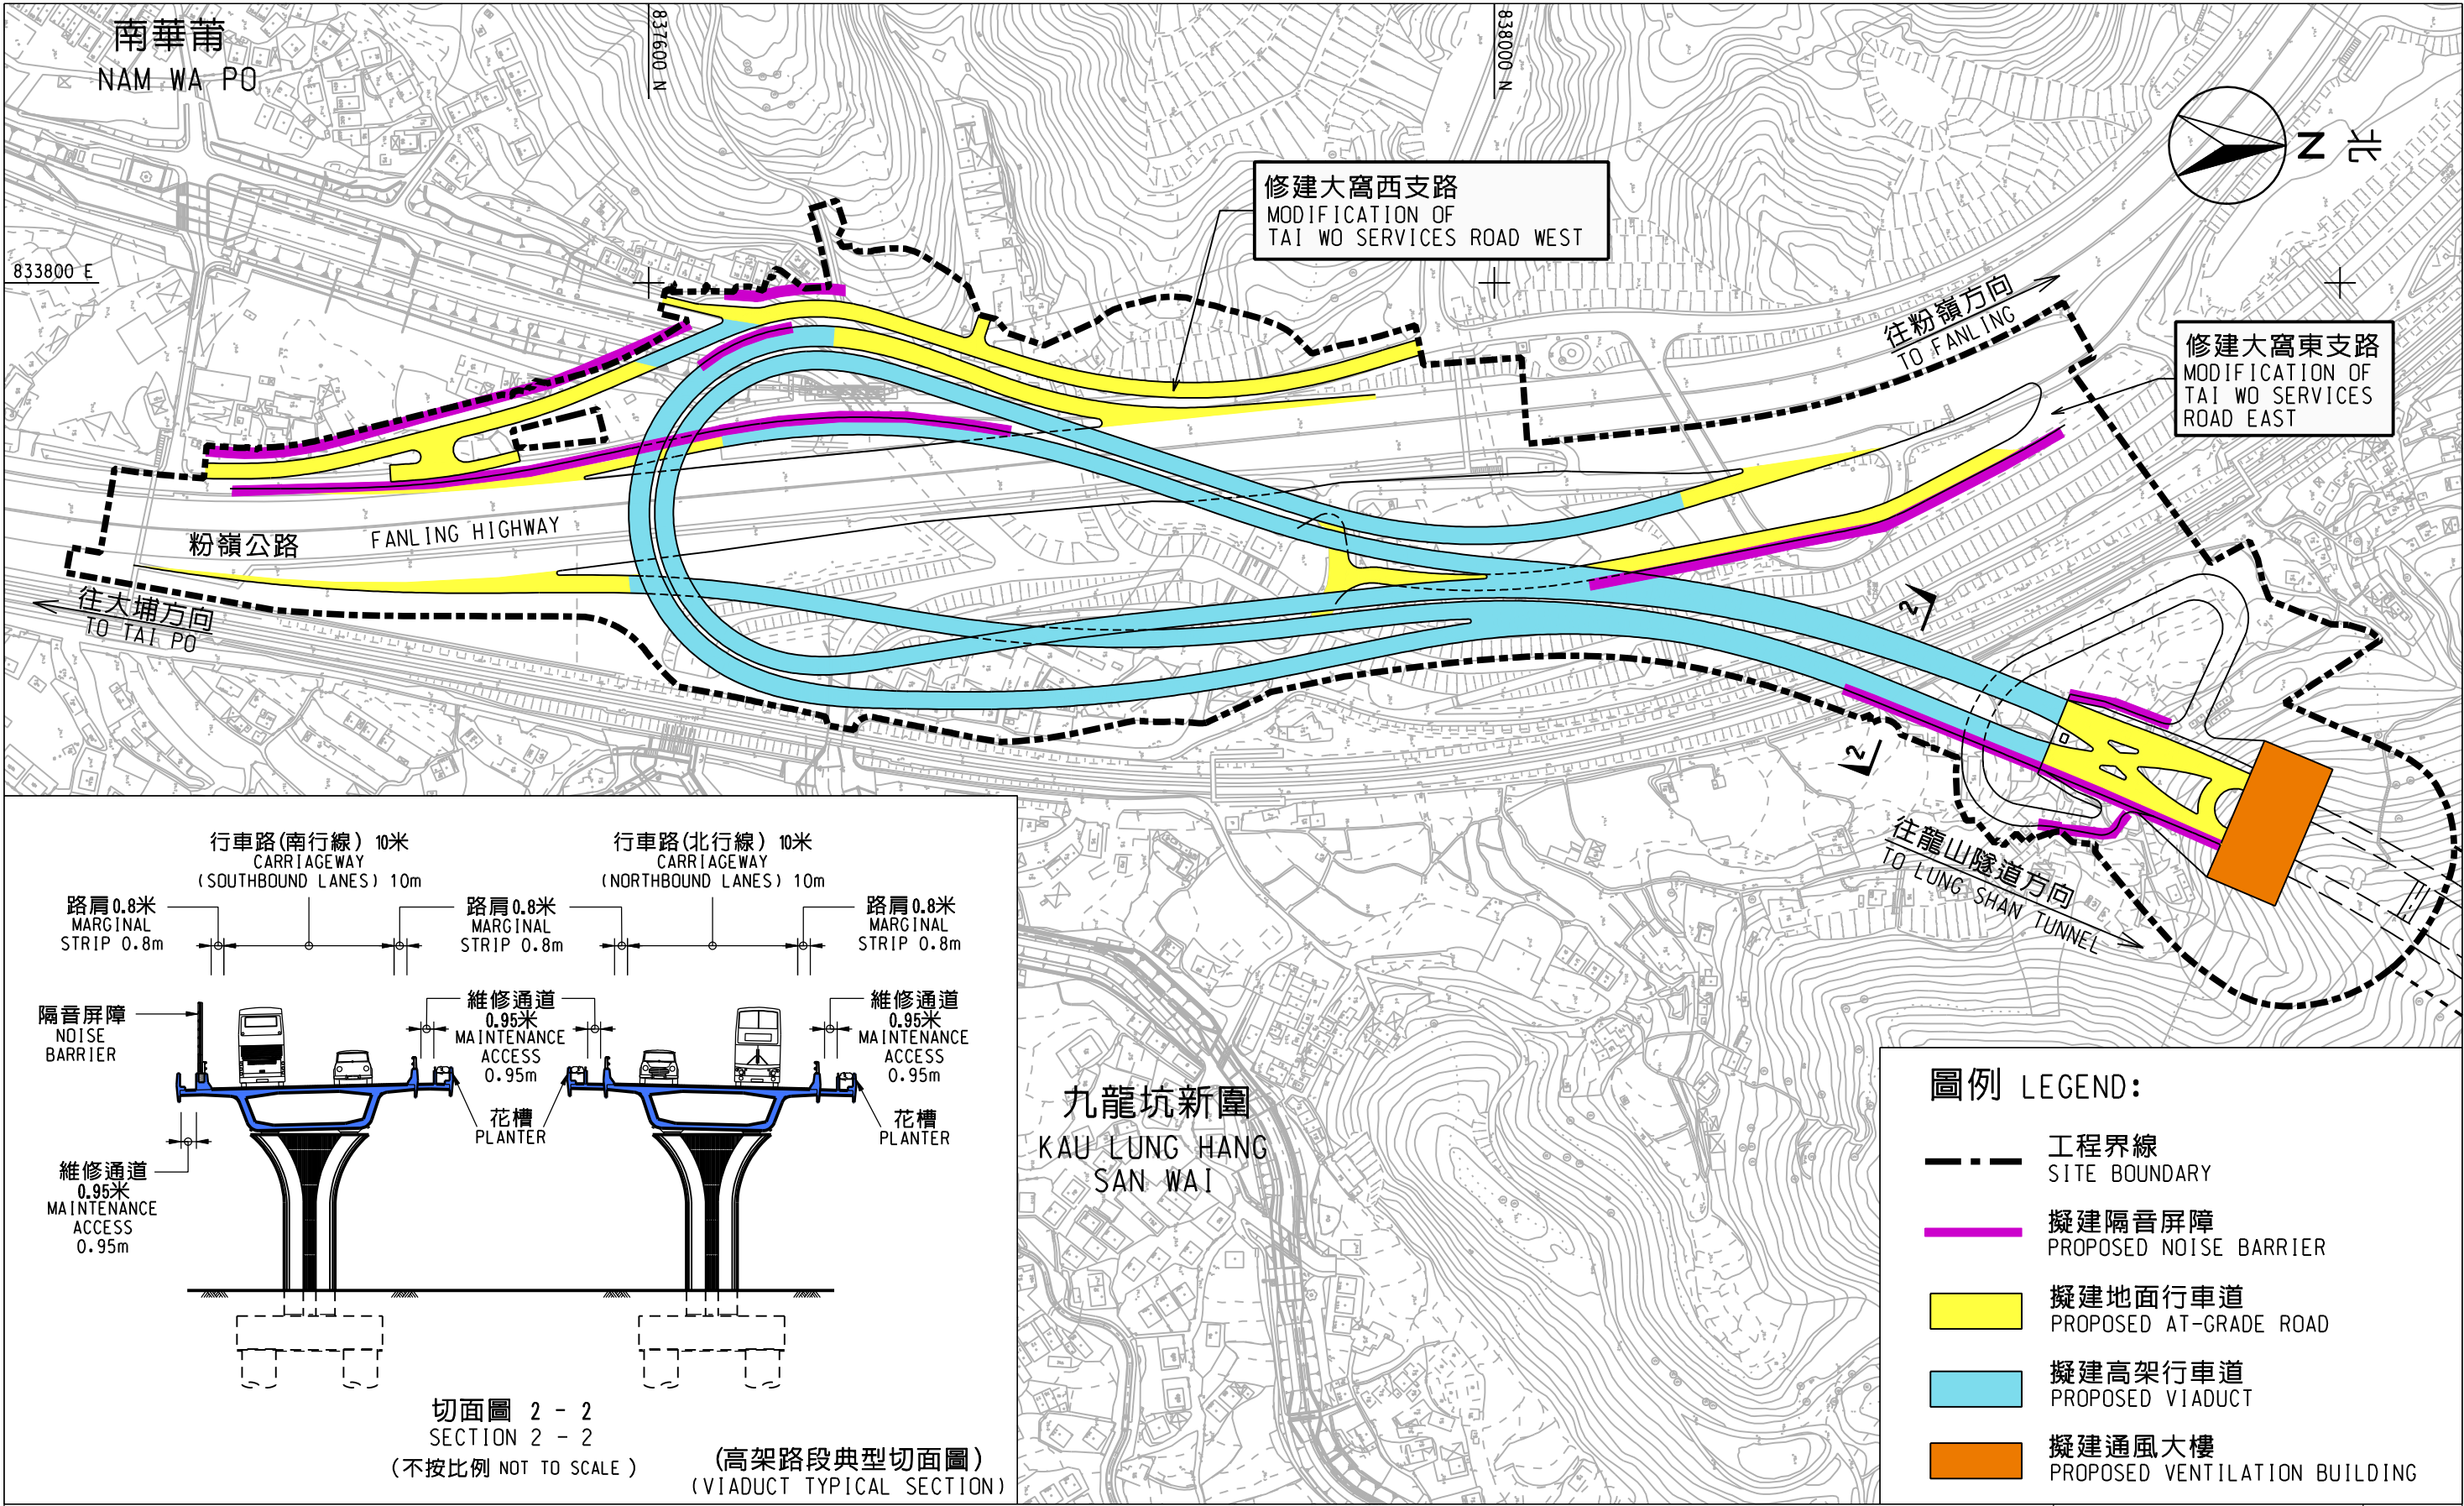 南華莆
NAM WA PO
837600 N
838000 N
833800 E
北
N
修建大窩西支路
MODIFICATION OF
TAI WO SERVICES ROAD WEST
往粉嶺方向
TO FANLING
修建大窩東支路
MODIFICATION OF
TAI WO SERVICES
ROAD EAST
粉嶺公路
FANLING HIGHWAY
往大埔方向
TO TAI PO
2
2
往龍山隧道方向
TO LUNG SHAN TUNNEL
九龍坑新圍
KAU LUNG HANG
SAN WAI
行車路(南行線) 10米
CARRIAGEWAY
(SOUTHBOUND LANES) 10m
行車路(北行線) 10米
CARRIAGEWAY
(NORTHBOUND LANES) 10m
路肩0.8米
MARGINAL
STRIP 0.8m
路肩0.8米
MARGINAL
STRIP 0.8m
路肩0.8米
MARGINAL
STRIP 0.8m
隔音屏障
NOISE
BARRIER
維修通道
0.95米
MAINTENANCE
ACCESS
0.95m
維修通道
0.95米
MAINTENANCE
ACCESS
0.95m
花槽
PLANTER
花槽
PLANTER
維修通道
0.95米
MAINTENANCE
ACCESS
0.95m
切面圖 2 - 2
SECTION 2 - 2
(不按比例 NOT TO SCALE)
(高架路段典型切面圖)
(VIADUCT TYPICAL SECTION)
圖例 LEGEND:
工程界線
SITE BOUNDARY
擬建隔音屏障
PROPOSED NOISE BARRIER
擬建地面行車道
PROPOSED AT-GRADE ROAD
擬建高架行車道
PROPOSED VIADUCT
擬建通風大樓
PROPOSED VENTILATION BUILDING